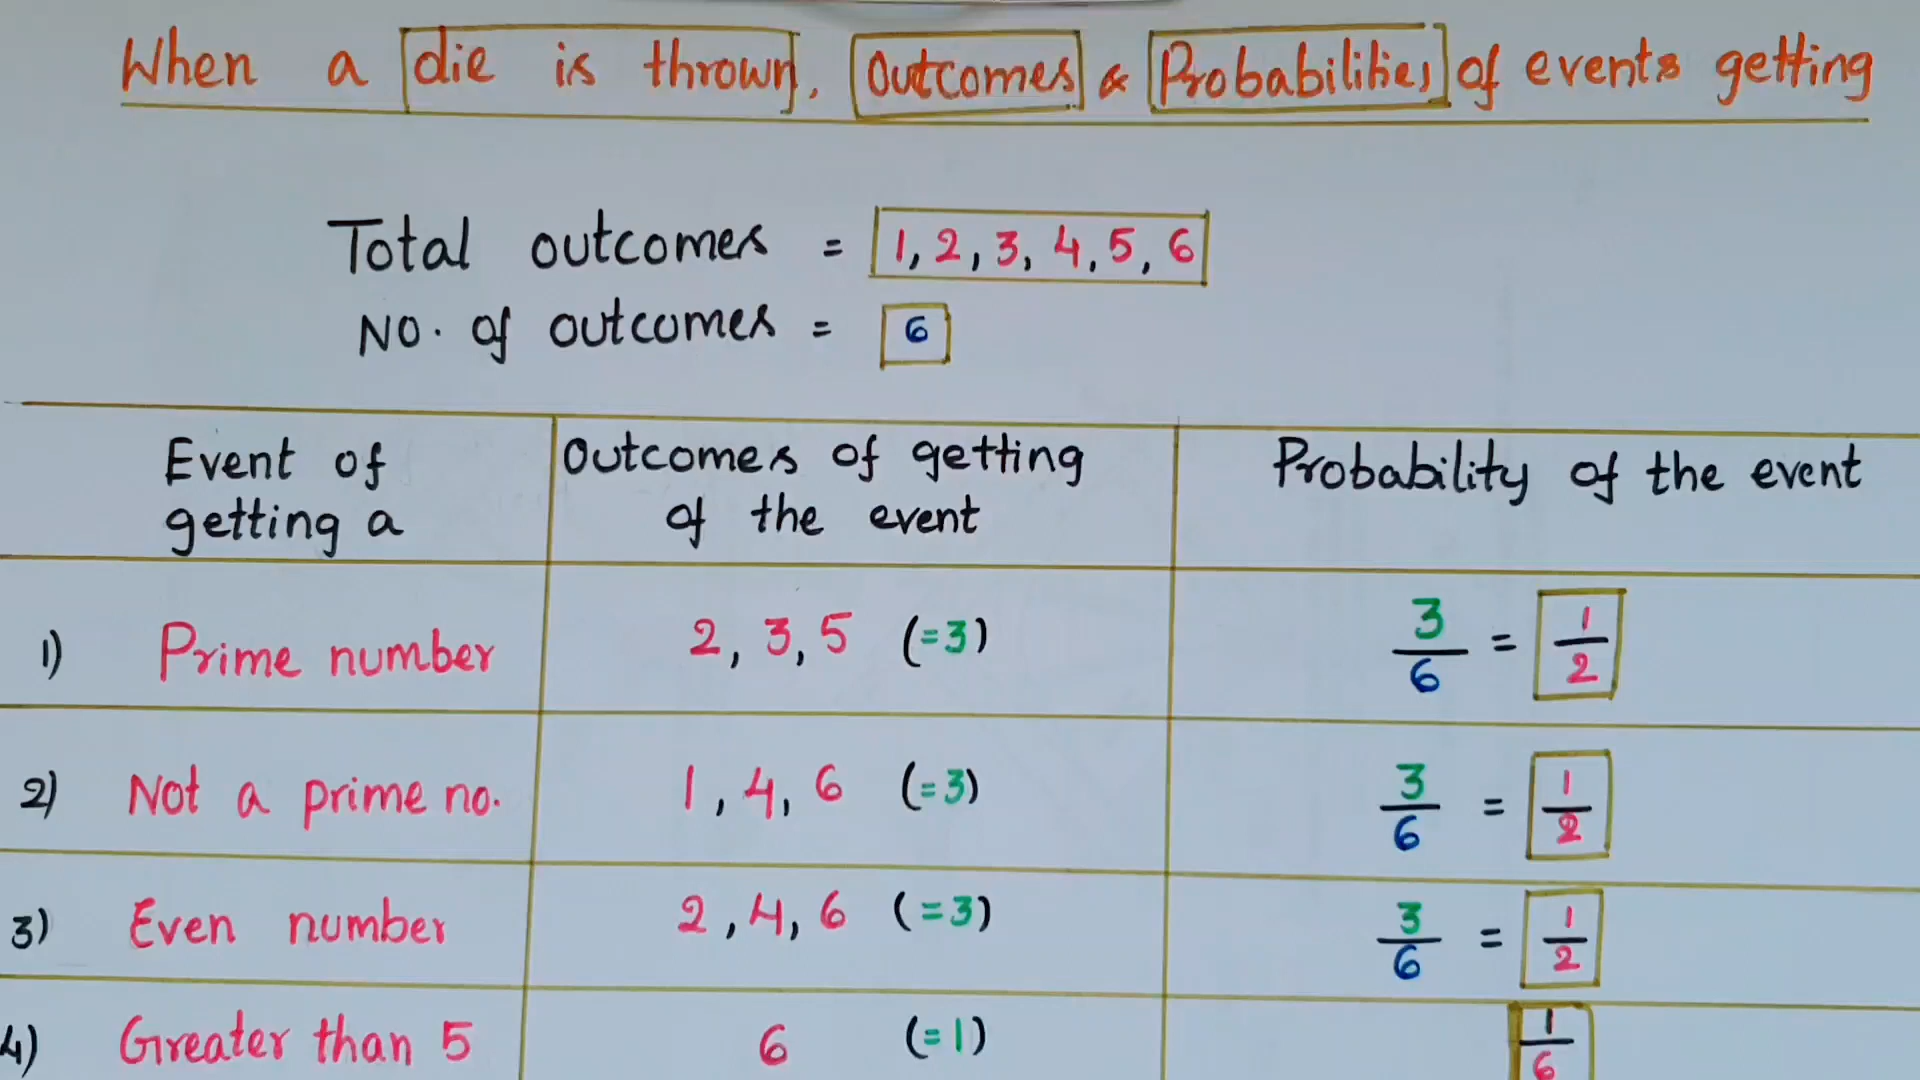 When a die is thrown, Outcomes & Probabilities of events getting
Total outcomes = 1, 2, 3, 4, 5, 6
No. of outcomes = 6
Event of getting a
Outcomes of getting of the event
Probability of the event
1) Prime number 2, 3, 5 (=3) 3/6 = 1/2
2) Not a prime no. 1, 4, 6 (=3) 3/6 = 1/2
3) Even number 2, 4, 6 (=3) 3/6 = 1/2
4) Greater than 5 6 (=1) 1/6